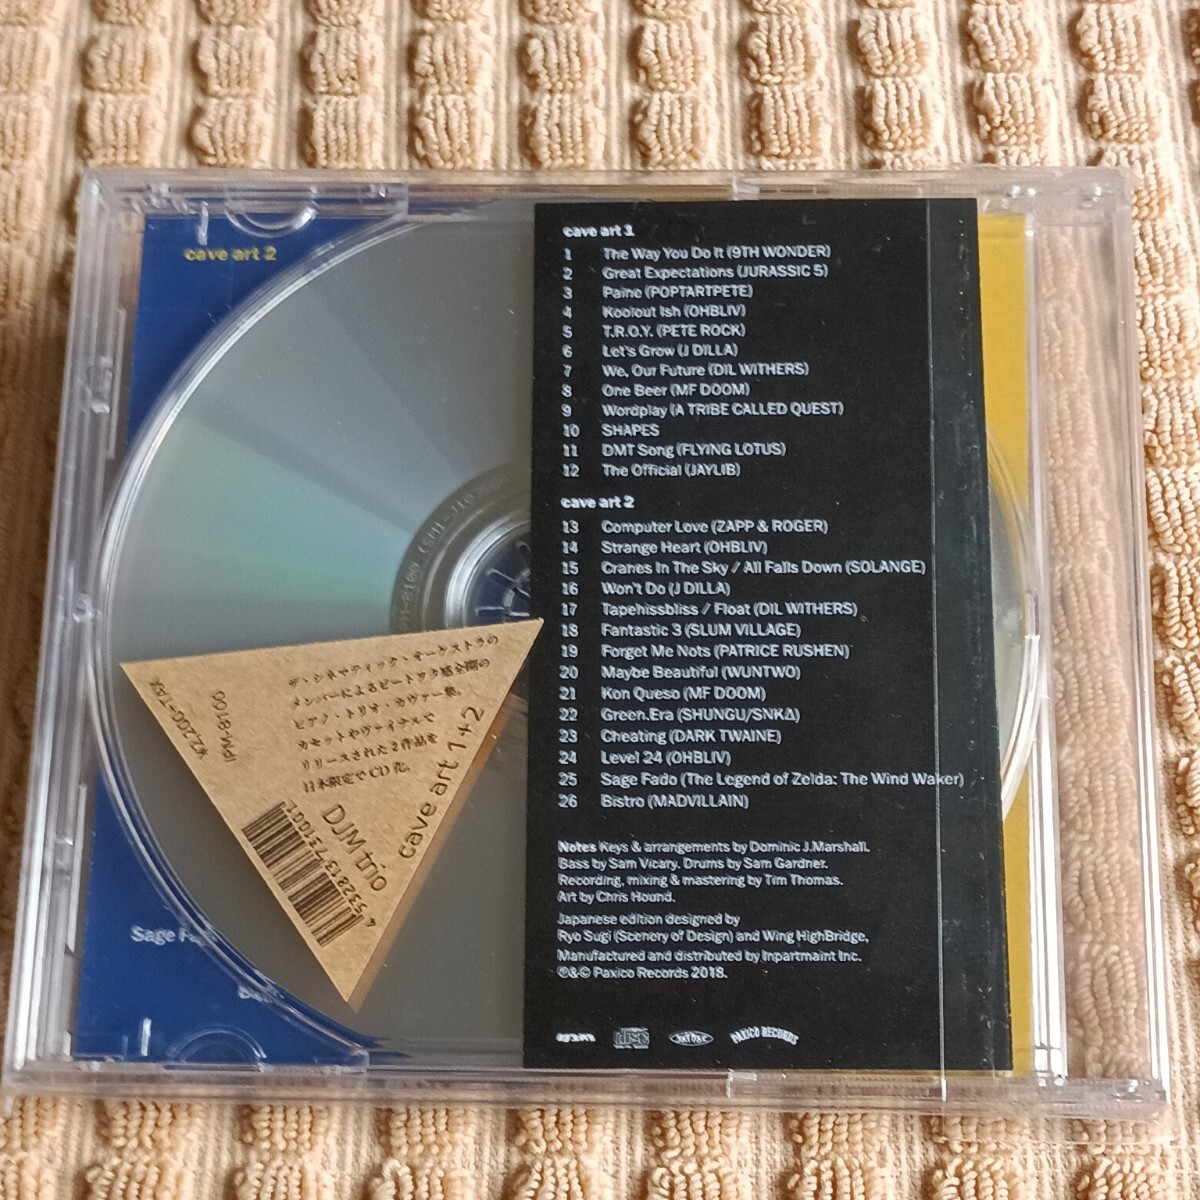 cave art 2
Sage
cave art 1
1 The Way You Do It (9TH WONDER)
2 Great Expectations (JURASSIC 5)
3 Paine (POPTARTPETE)
4 Koolout Ish (OHBLIV)
5 T.R.O.Y. (PETE ROCK)
6 Let's Grow (J DILLA)
7 We, Our Future (DIL WITHERS)
8 One Beer (MF DOOM)
9 Wordplay (A TRIBE CALLED QUEST)
10 SHAPES
11 DMT Song (FLYING LOTUS)
12 The Official (JAYLIB)
cave art 2
13 Computer Love (ZAPP & ROGER)
14 Strange Heart (OHBLIV)
15 Cranes In The Sky / All Falls Down (SOLANGE)
16 Won't Do (J DILLA)
17 Tapehissbliss / Float (DIL WITHERS)
18 Fantastic 3 (SLUM VILLAGE)
19 Forget Me Nots (PATRICE RUSHEN)
20 Maybe Beautiful (WUNTWO)
21 Kon Queso (MF DOOM)
22 Green.Era (SHUNGU/SNKΔ)
23 Cheating (DARK TWAINE)
24 Level 24 (OHBLIV)
25 Sage Fado (The Legend of Zelda: The Wind Waker)
26 Bistro (MADVILLAIN)
Notes Keys & arrangements by Dominic J.Marshall.
Bass by Sam Vicary. Drums by Sam Gardner.
Recording, mixing & mastering by Tim Thomas.
Art by Chris Hound.
Japanese edition designed by
Ryo Sugi (Scenery of Design) and Wing HighBridge,
Manufactured and distributed by Inpartmaint Inc.
℗&© Paxico Records 2018.
DISC
PAXICO RECORDS
ザ・シネマティック・オーケストラの
メンバーによるビートメイク感全開の
ピアノ・トリオ・カヴァー集。
カセットやヴァイナルで
リリースされた2作品を
日本限定でCD化。
DJM trio
cave art 1+2
IPM-8100
¥2,200+TAX
4 532813 731001